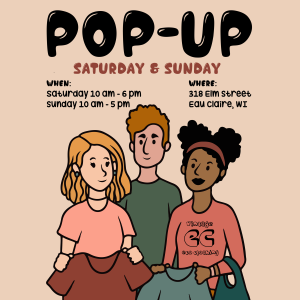 POP-UP
SATURDAY & SUNDAY
WHEN:
Saturday 10 am - 6 pm
Sunday 10 am - 5 pm
WHERE:
318 Elm Street
Eau Claire, WI
EC